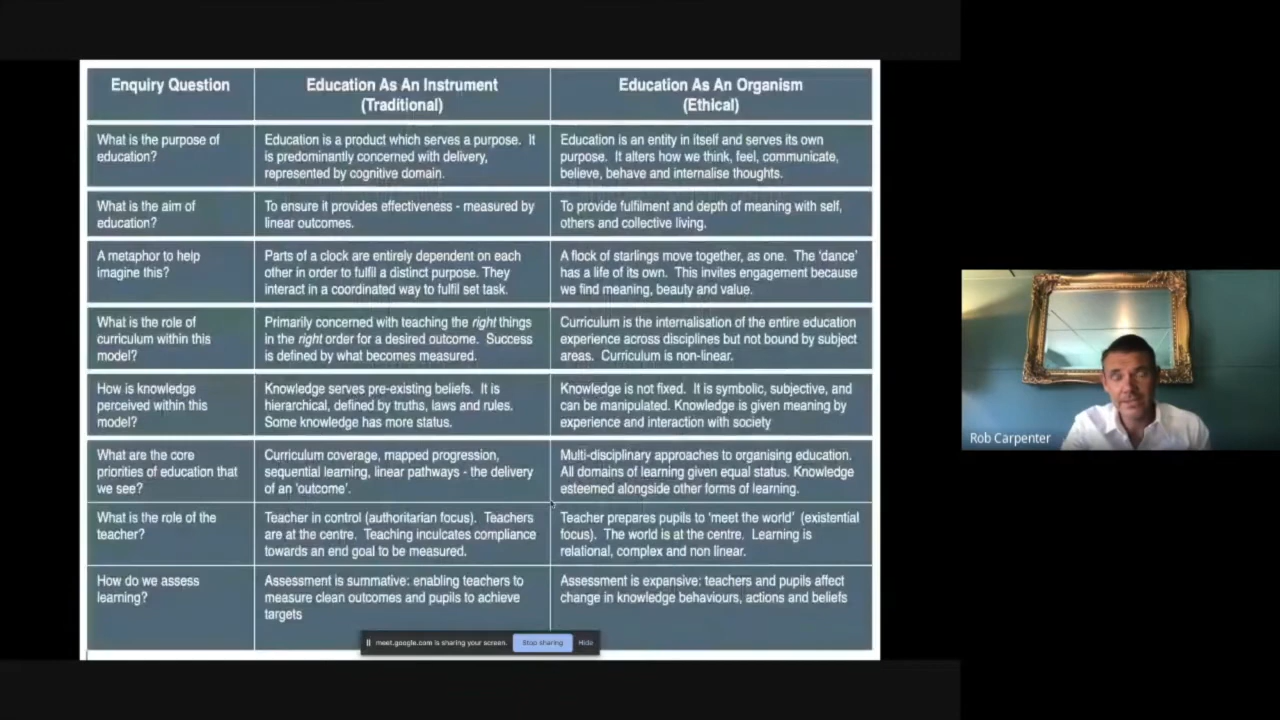 Enquiry Question
Education As An Instrument
(Traditional)
Education As An Organism
(Ethical)
What is the purpose of
education?
Education is a product which serves a purpose. It
is predominantly concerned with delivery,
represented by cognitive domain.
Education is an entity in itself and serves its own
purpose. It alters how we think, feel, communicate,
believe, behave and internalise thoughts.
What is the aim of
education?
To ensure it provides effectiveness - measured by
linear outcomes.
To provide fulfilment and depth of meaning with self,
others and collective living.
A metaphor to help
imagine this?
Parts of a clock are entirely dependent on each
other in order to fulfil a distinct purpose. They
interact in a coordinated way to fulfil set task.
A flock of starlings move together, as one. The 'dance'
has a life of its own. This invites engagement because
we find meaning, beauty and value.
What is the role of
curriculum within this
model?
Primarily concerned with teaching the right things
in the right order for a desired outcome. Success
is defined by what becomes measured.
Curriculum is the internalisation of the entire education
experience across disciplines but not bound by subject
areas. Curriculum is non-linear.
How is knowledge
perceived within this
model?
Knowledge serves pre-existing beliefs. It is
hierarchical, defined by truths, laws and rules.
Some knowledge has more status.
Knowledge is not fixed. It is symbolic, subjective, and
can be manipulated. Knowledge is given meaning by
experience and interaction with society
What are the core
priorities of education that
we see?
Curriculum coverage, mapped progression,
sequential learning, linear pathways - the delivery
of an 'outcome'.
Multi-disciplinary approaches to organising education.
All domains of learning given equal status. Knowledge
esteemed alongside other forms of learning.
What is the role of the
teacher?
Teacher in control (authoritarian focus). Teachers
are at the centre. Teaching inculcates compliance
towards an end goal to be measured.
Teacher prepares pupils to 'meet the world' (existential
focus). The world is at the centre. Learning is
relational, complex and non linear.
How do we assess
learning?
Assessment is summative: enabling teachers to
measure clean outcomes and pupils to achieve
targets
Assessment is expansive: teachers and pupils affect
change in knowledge behaviours, actions and beliefs
meet.google.com is sharing your screen.
Stop sharing
Hide
Rob Carpenter